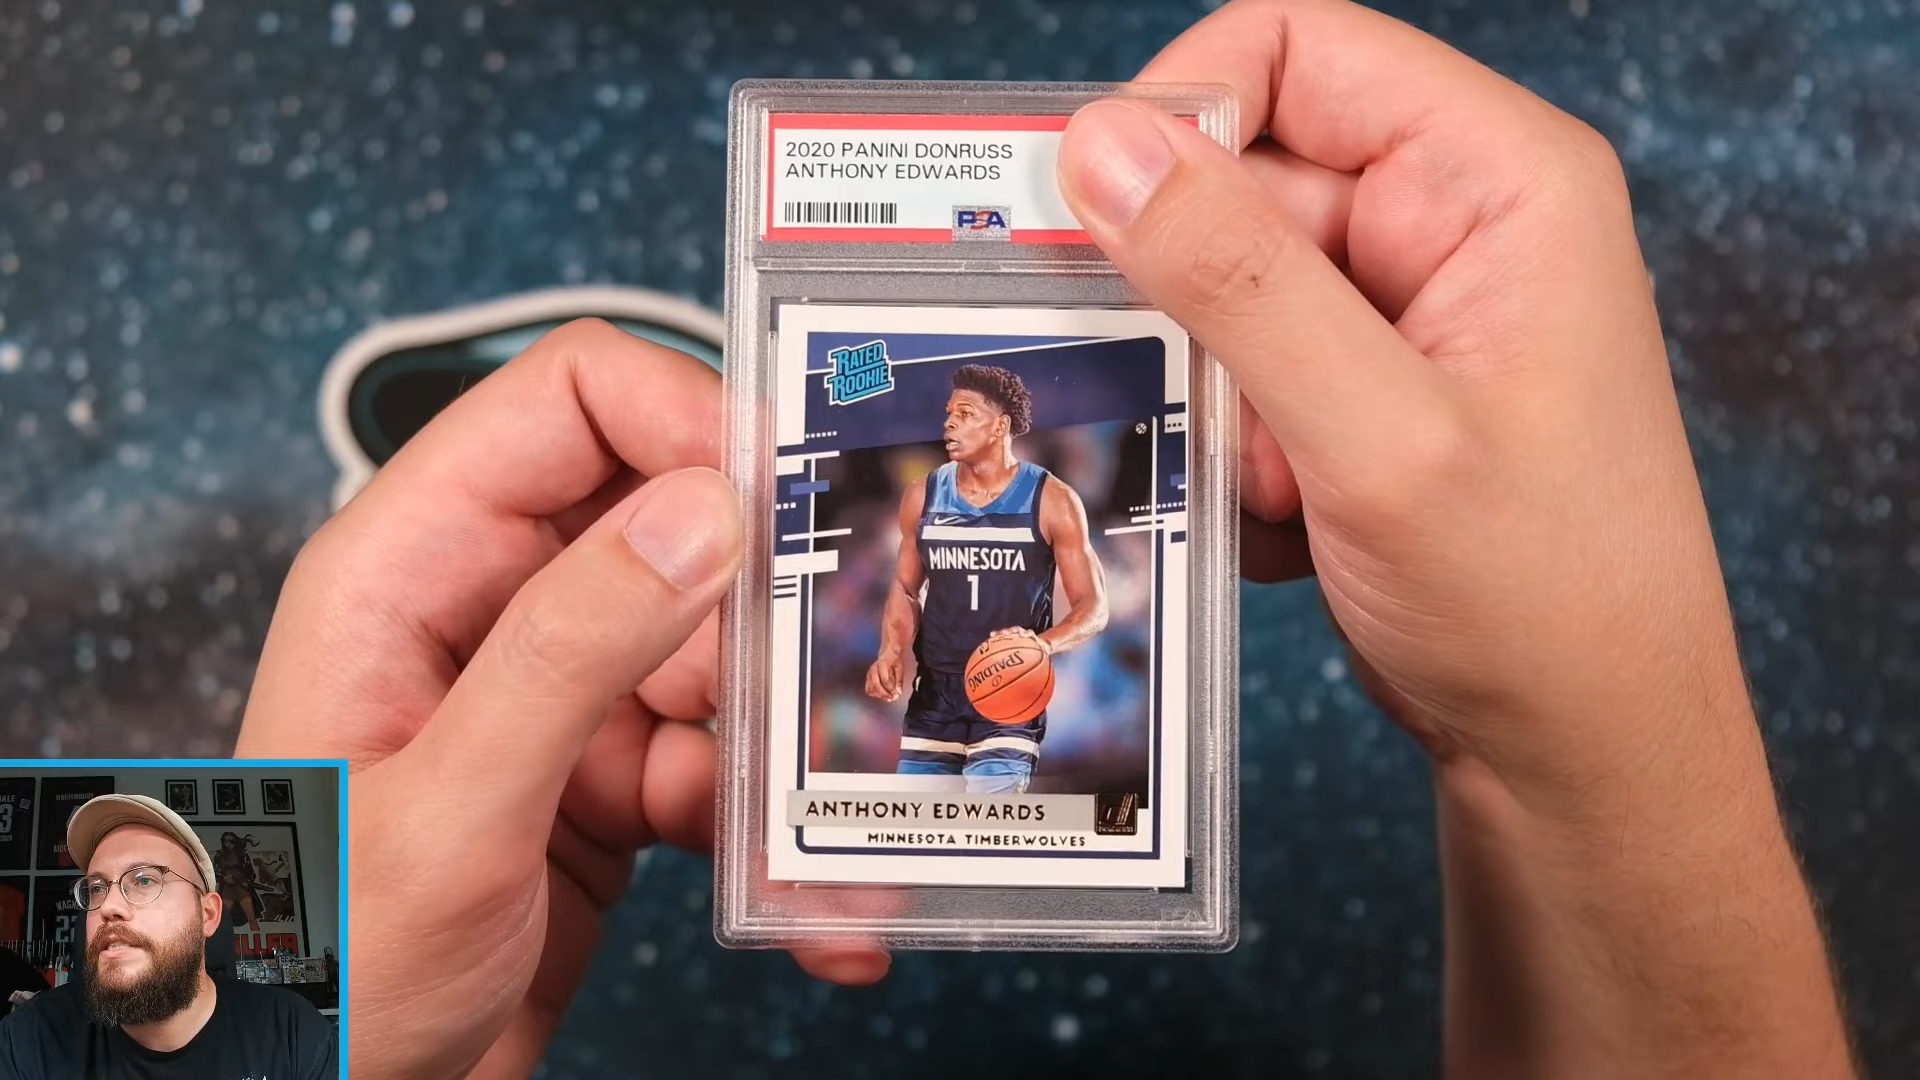 2020 PANINI DONRUSS
ANTHONY EDWARDS
PSA
RATED
ROOKIE
MINNESOTA
1
SPALDING
ANTHONY EDWARDS
MINNESOTA TIMBERWOLVES